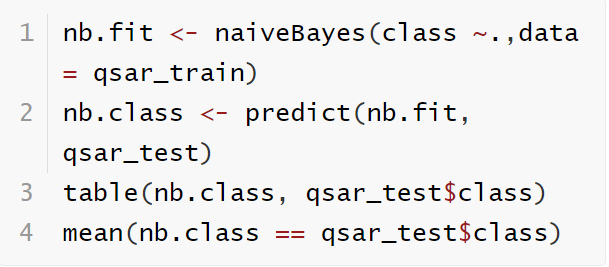 1 nb.fit <- naiveBayes(class ~.,data
= qsar_train)
2 nb.class <- predict(nb.fit,
qsar_test)
3 table(nb.class, qsar_test$class)
4 mean(nb.class == qsar_test$class)